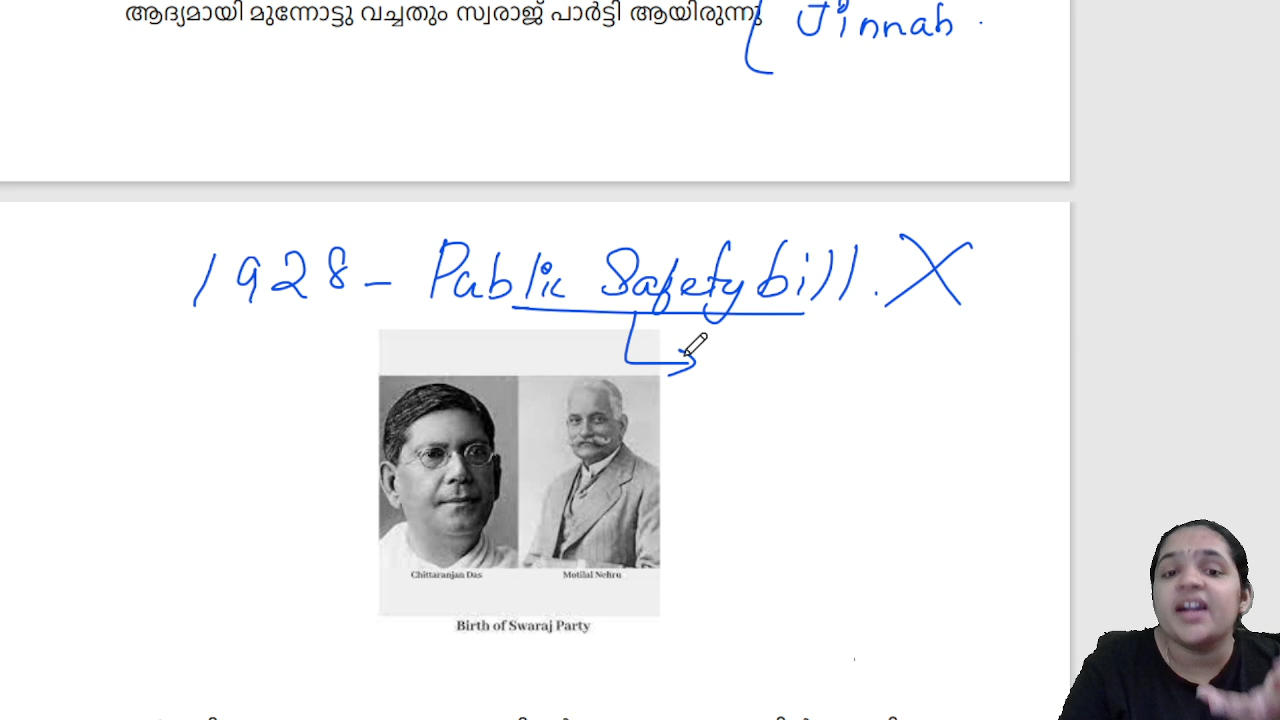 ആദ്യമായി മുന്നോട്ടു വച്ചതും സ്വരാജ് പാർട്ടി ആയിരുന്നു
Jinnah .
1928 - Public Safety bill. X
Chittaranjan Das Motilal Nehru
Birth of Swaraj Party